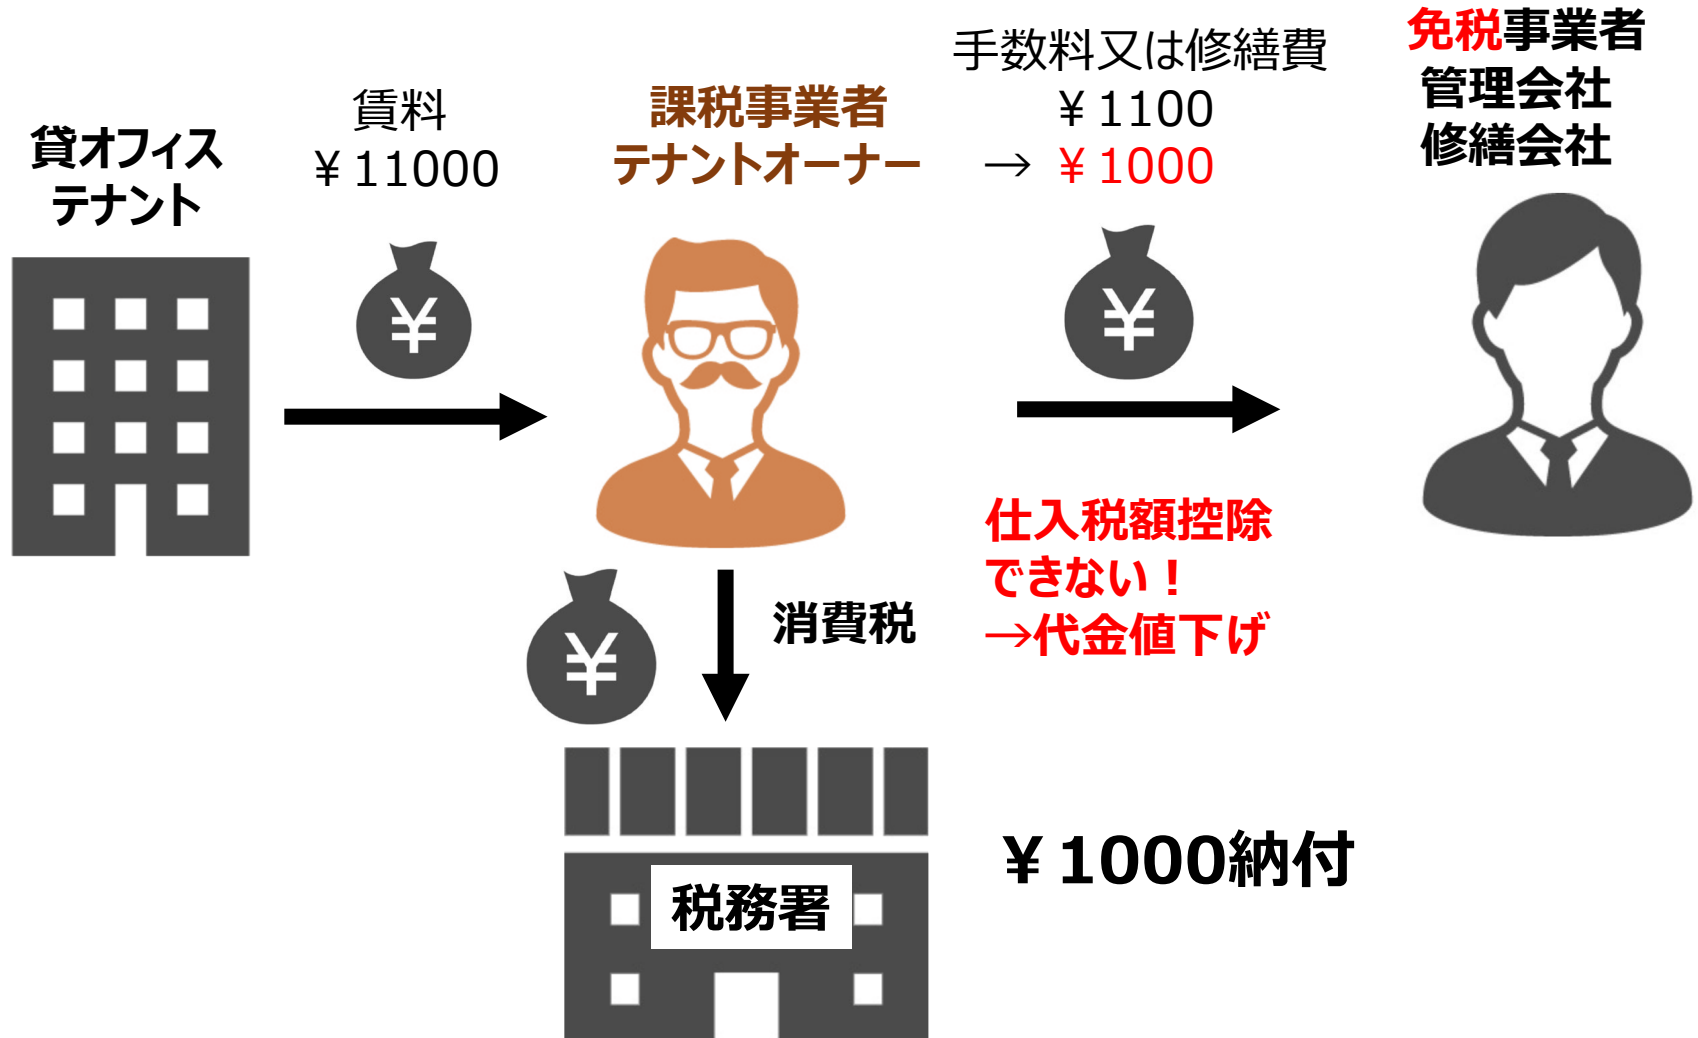 貸オフィス
テナント
賃料
￥11000
課税事業者
テナントオーナー
手数料又は修繕費
￥1100
→ ￥1000
免税事業者
管理会社
修繕会社
￥
￥
仕入税額控除
できない！
→代金値下げ
￥
消費税
税務署
￥1000納付